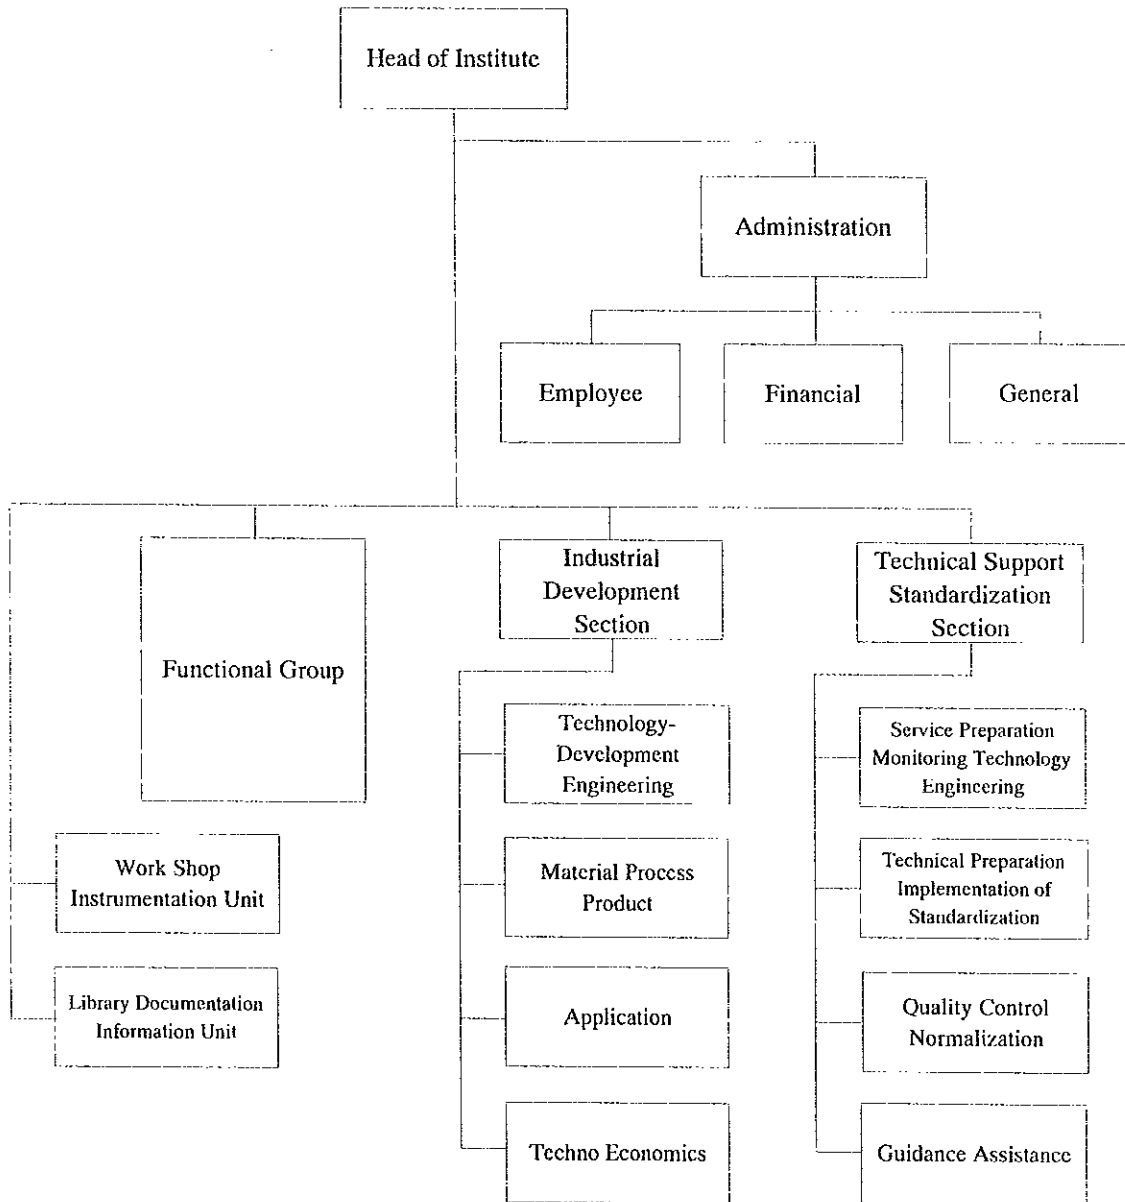 Head of Institute
Administration
Employee
Financial
General
Functional Group
Industrial
Development
Section
Technical Support
Standardization
Section
Technology-
Development
Engineering
Service Preparation
Monitoring Technology
Engineering
Work Shop
Instrumentation Unit
Material Process
Product
Technical Preparation
Implementation of
Standardization
Library Documentation
Information Unit
Application
Quality Control
Normalization
Techno Economics
Guidance Assistance